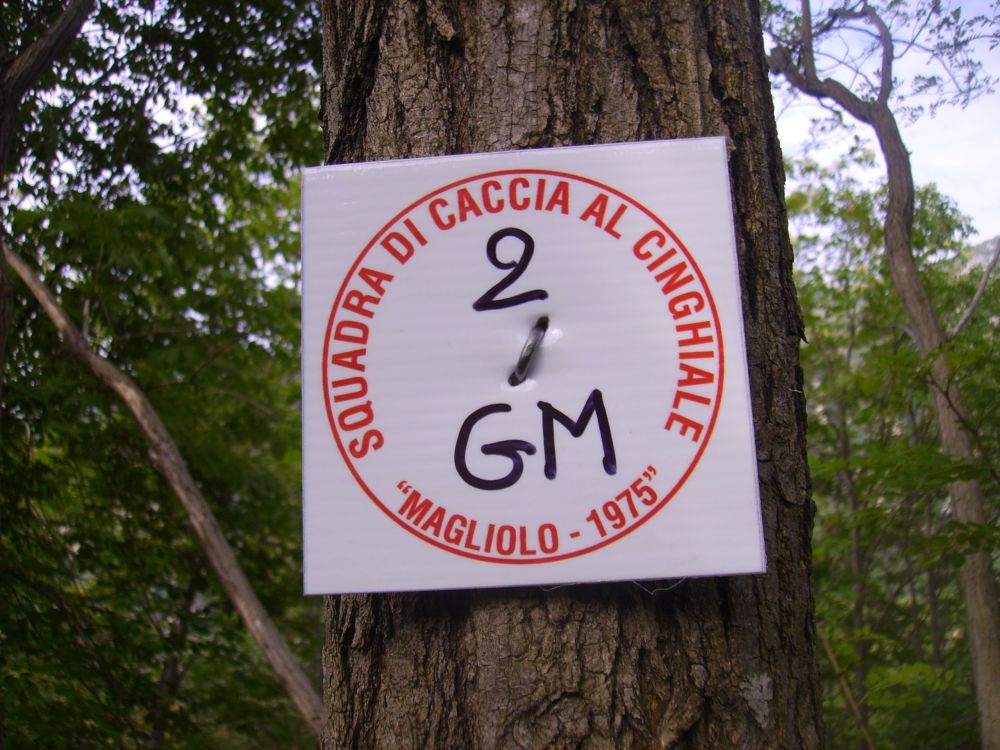 SQUADRA DI CACCIA AL CINGHIALE
2
GM
"MAGLIOLO - 1975"